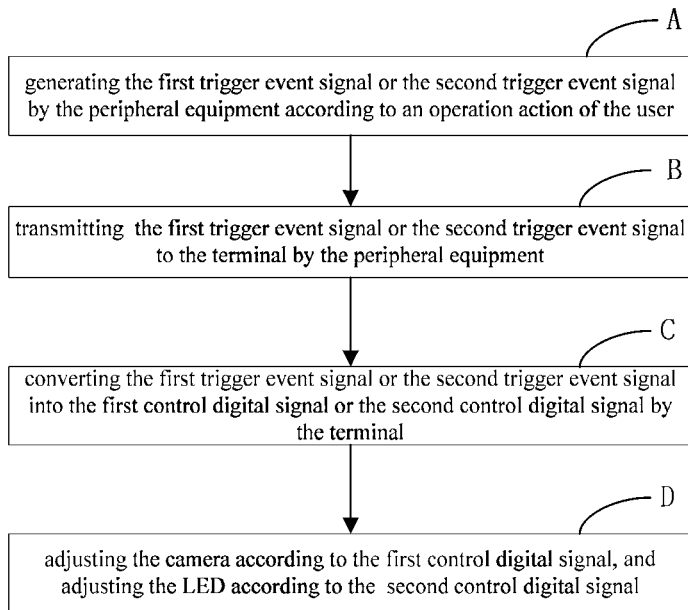 A
generating the first trigger event signal or the second trigger event signal
by the peripheral equipment according to an operation action of the user
B
transmitting the first trigger event signal or the second trigger event signal
to the terminal by the peripheral equipment
C
converting the first trigger event signal or the second trigger event signal
into the first control digital signal or the second control digital signal by
the terminal
D
adjusting the camera according to the first control digital signal, and
adjusting the LED according to the second control digital signal